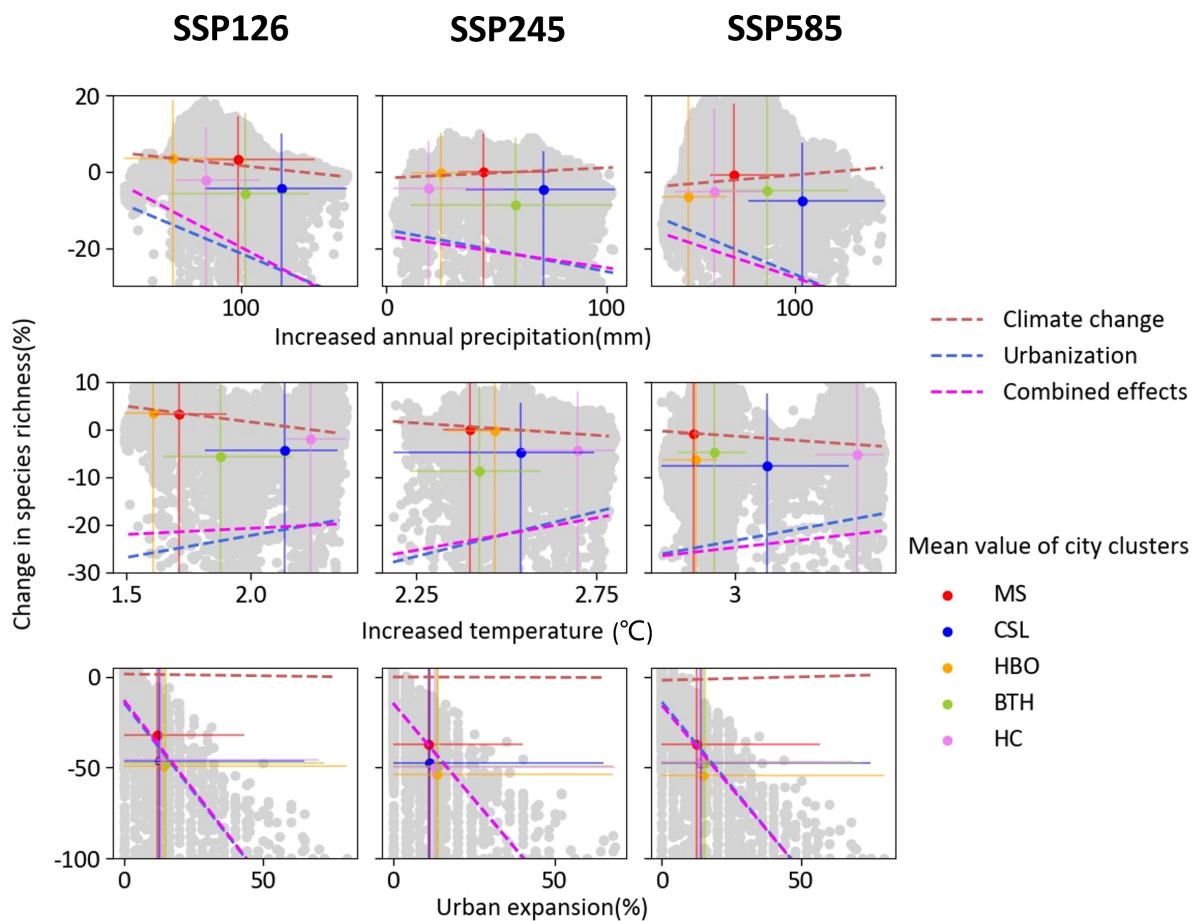 SSP126 SSP245 SSP585
20
0
-20
100 0 100 100
Increased annual precipitation(mm)
10
0
-10
-20
-30
1.5 2.0 2.25 2.75 3
Increased temperature (℃)
0
-50
-100
0 50 0 50 0 50
Urban expansion(%)
Change in species richness(%)
Climate change
Urbanization
Combined effects
Mean value of city clusters
MS
CSL
HBO
BTH
HC